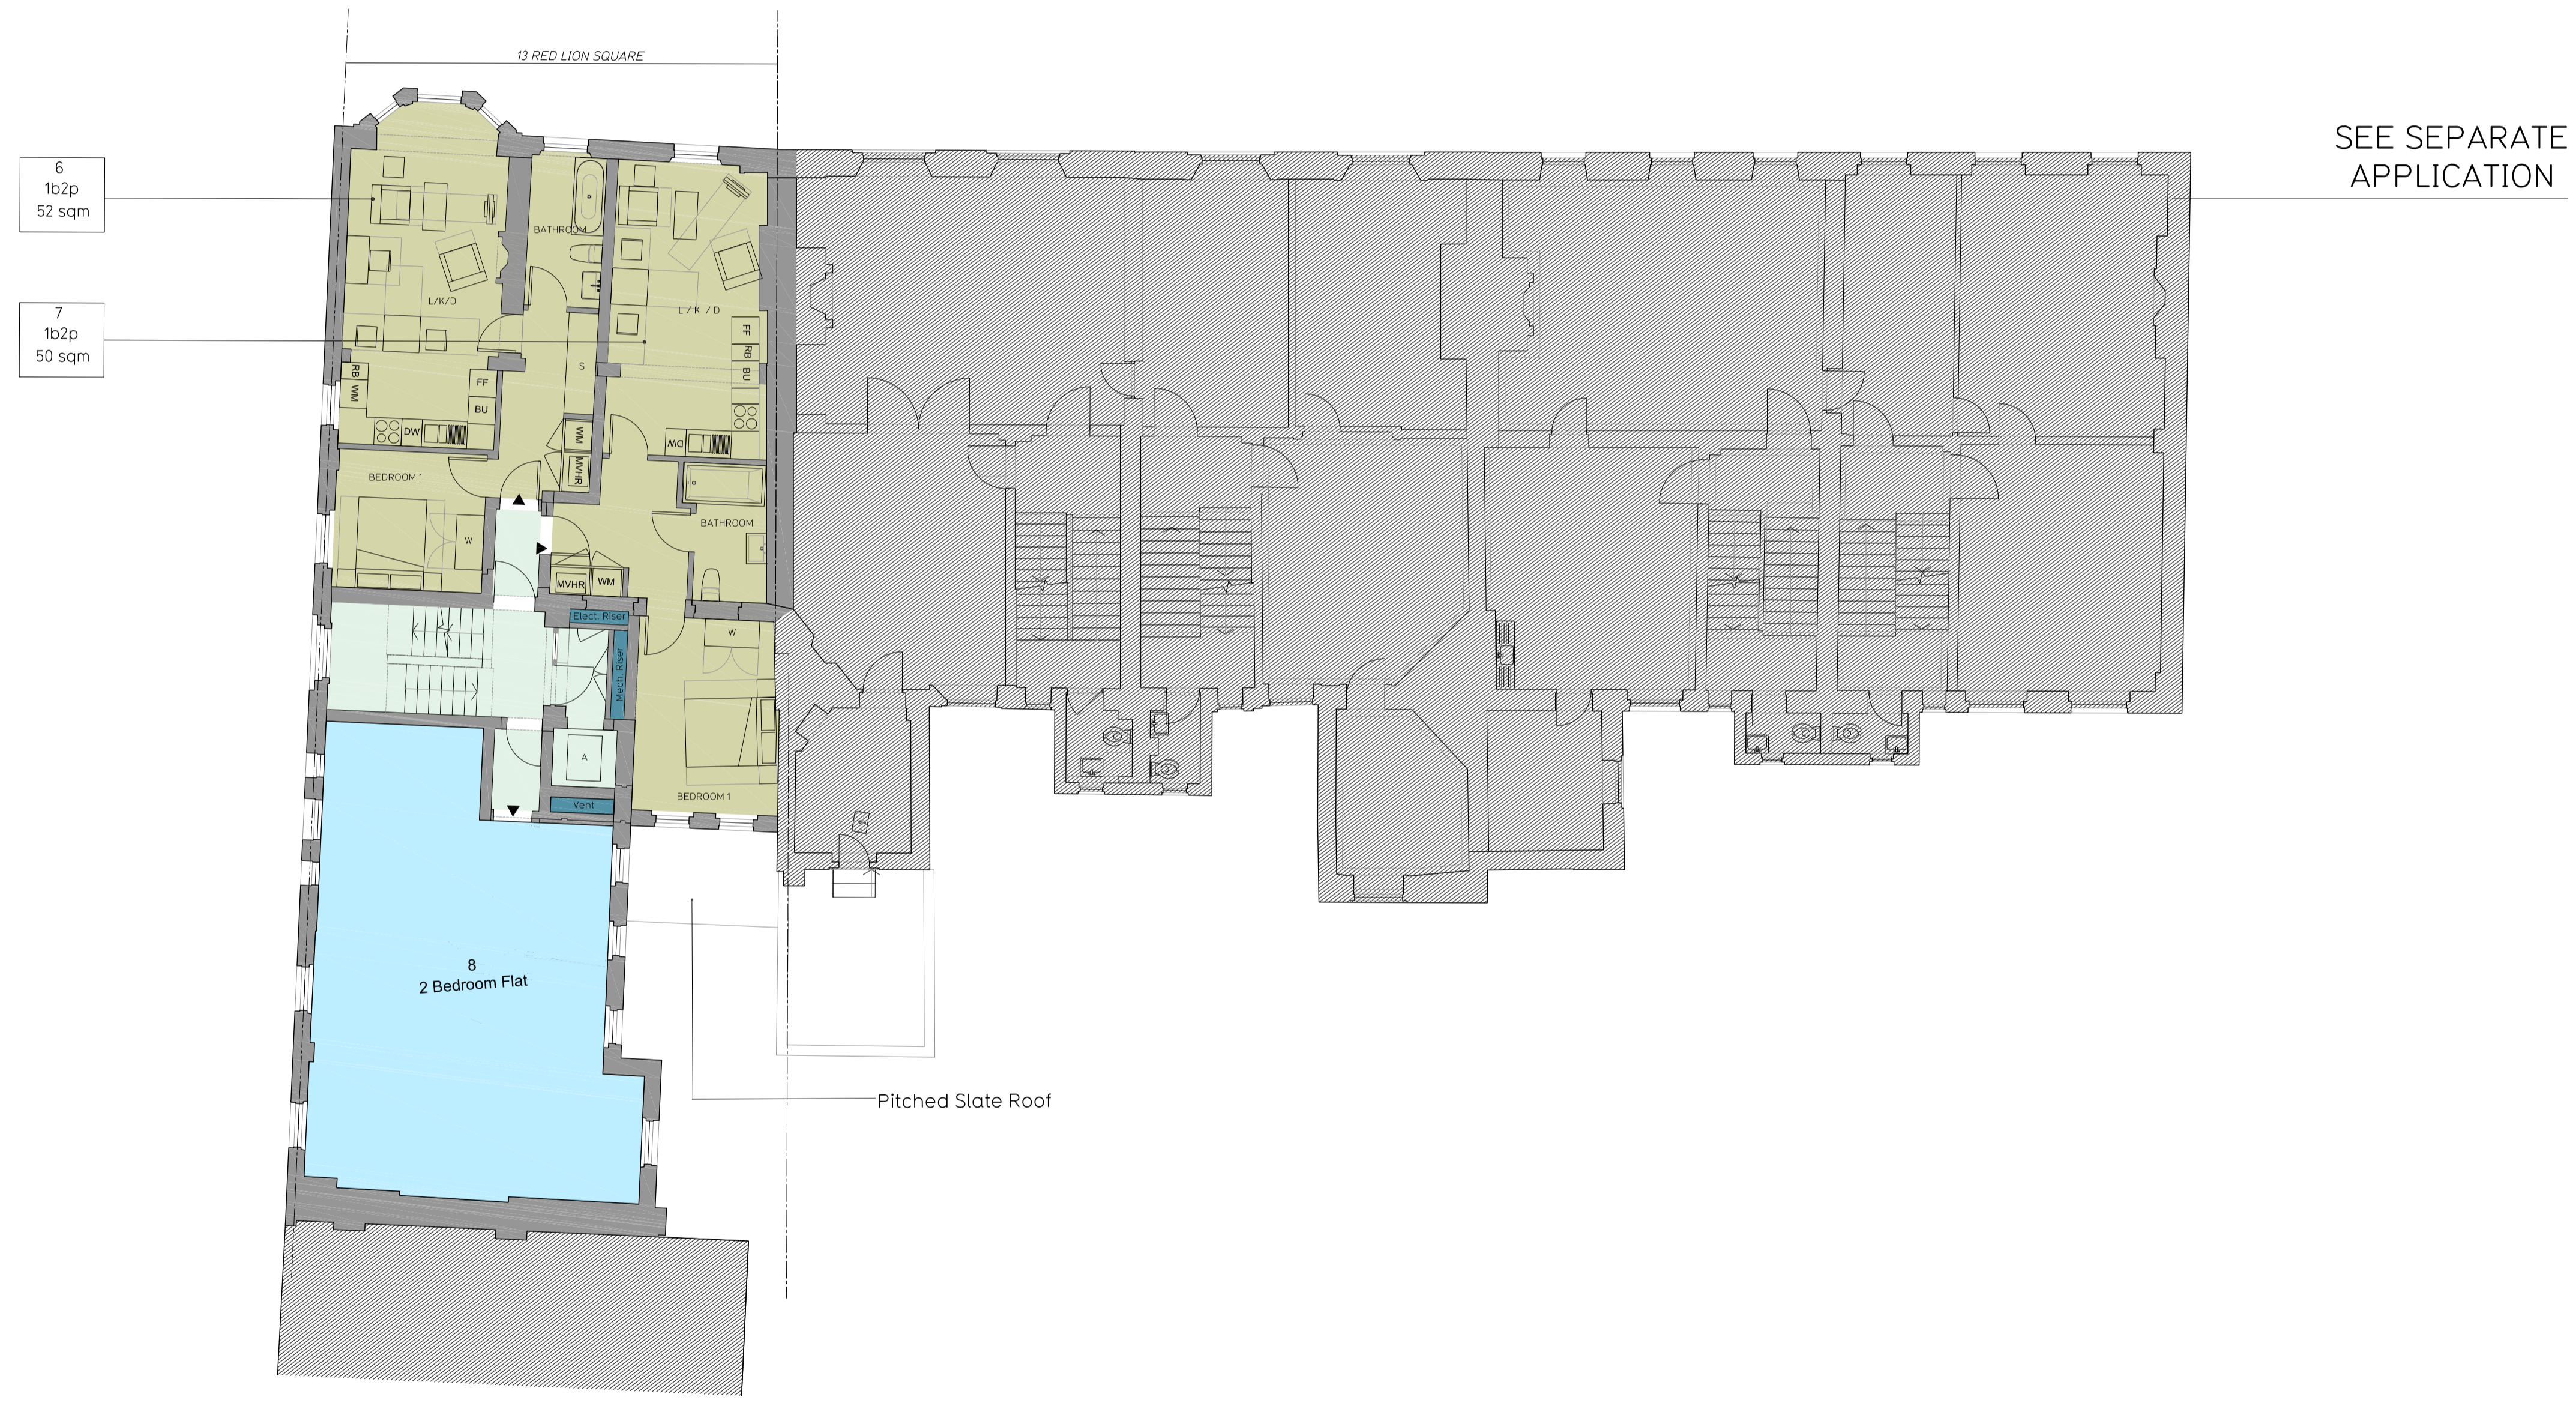 13 RED LION SQUARE
SEE SEPARATE
APPLICATION
6
1b2p
52 sqm
7
1b2p
50 sqm
BATHROOM
L/K/D
L / K / D
FF
RB
BU
S
RB
WM
FF
BU
DW
WM
MVHR
DW
BEDROOM 1
W
BATHROOM
MVHR
WM
Elect. Riser
Mech. Riser
W
A
Vent
BEDROOM 1
8
2 Bedroom Flat
Pitched Slate Roof